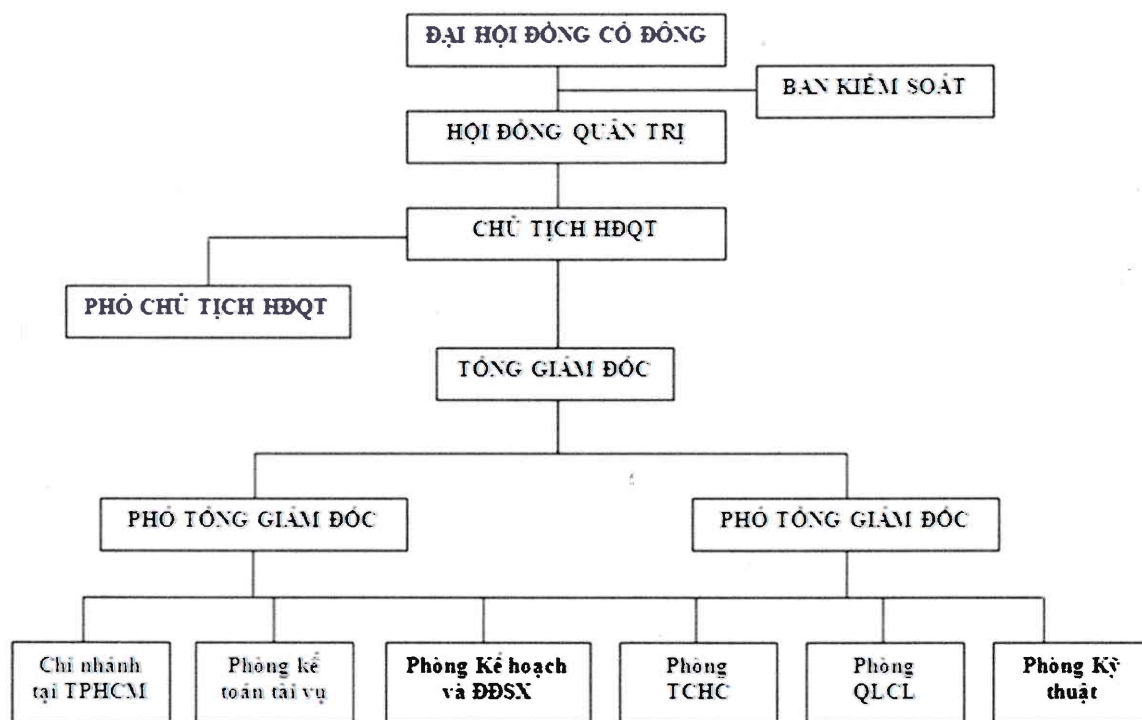 ĐẠI HỘI ĐỒNG CỔ ĐÔNG
BAN KIỂM SOÁT
HỘI ĐỒNG QUẢN TRỊ
CHỦ TỊCH HĐQT
PHÓ CHỦ TỊCH HĐQT
TỔNG GIÁM ĐỐC
PHÓ TỔNG GIÁM ĐỐC
PHÓ TỔNG GIÁM ĐỐC
Chi nhánh
tại TPHCM
Phòng kế
toán tài vụ
Phòng Kế hoạch
và ĐĐSX
Phòng
TCHC
Phòng
QLCL
Phòng Kỹ
thuật